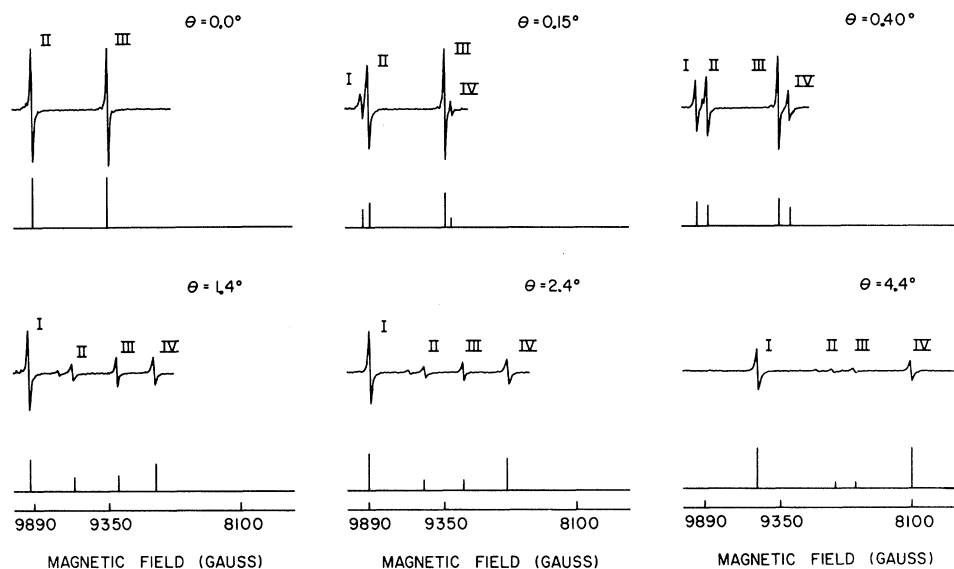 θ = 0.0°
II III
θ = 0.15°
I II III IV
θ = 0.40°
I II III IV
θ = 1.4°
I II III IV
θ = 2.4°
I II III IV
θ = 4.4°
I II III IV
9890 9350 8100
9890 9350 8100
9890 9350 8100
MAGNETIC FIELD (GAUSS)
MAGNETIC FIELD (GAUSS)
MAGNETIC FIELD (GAUSS)